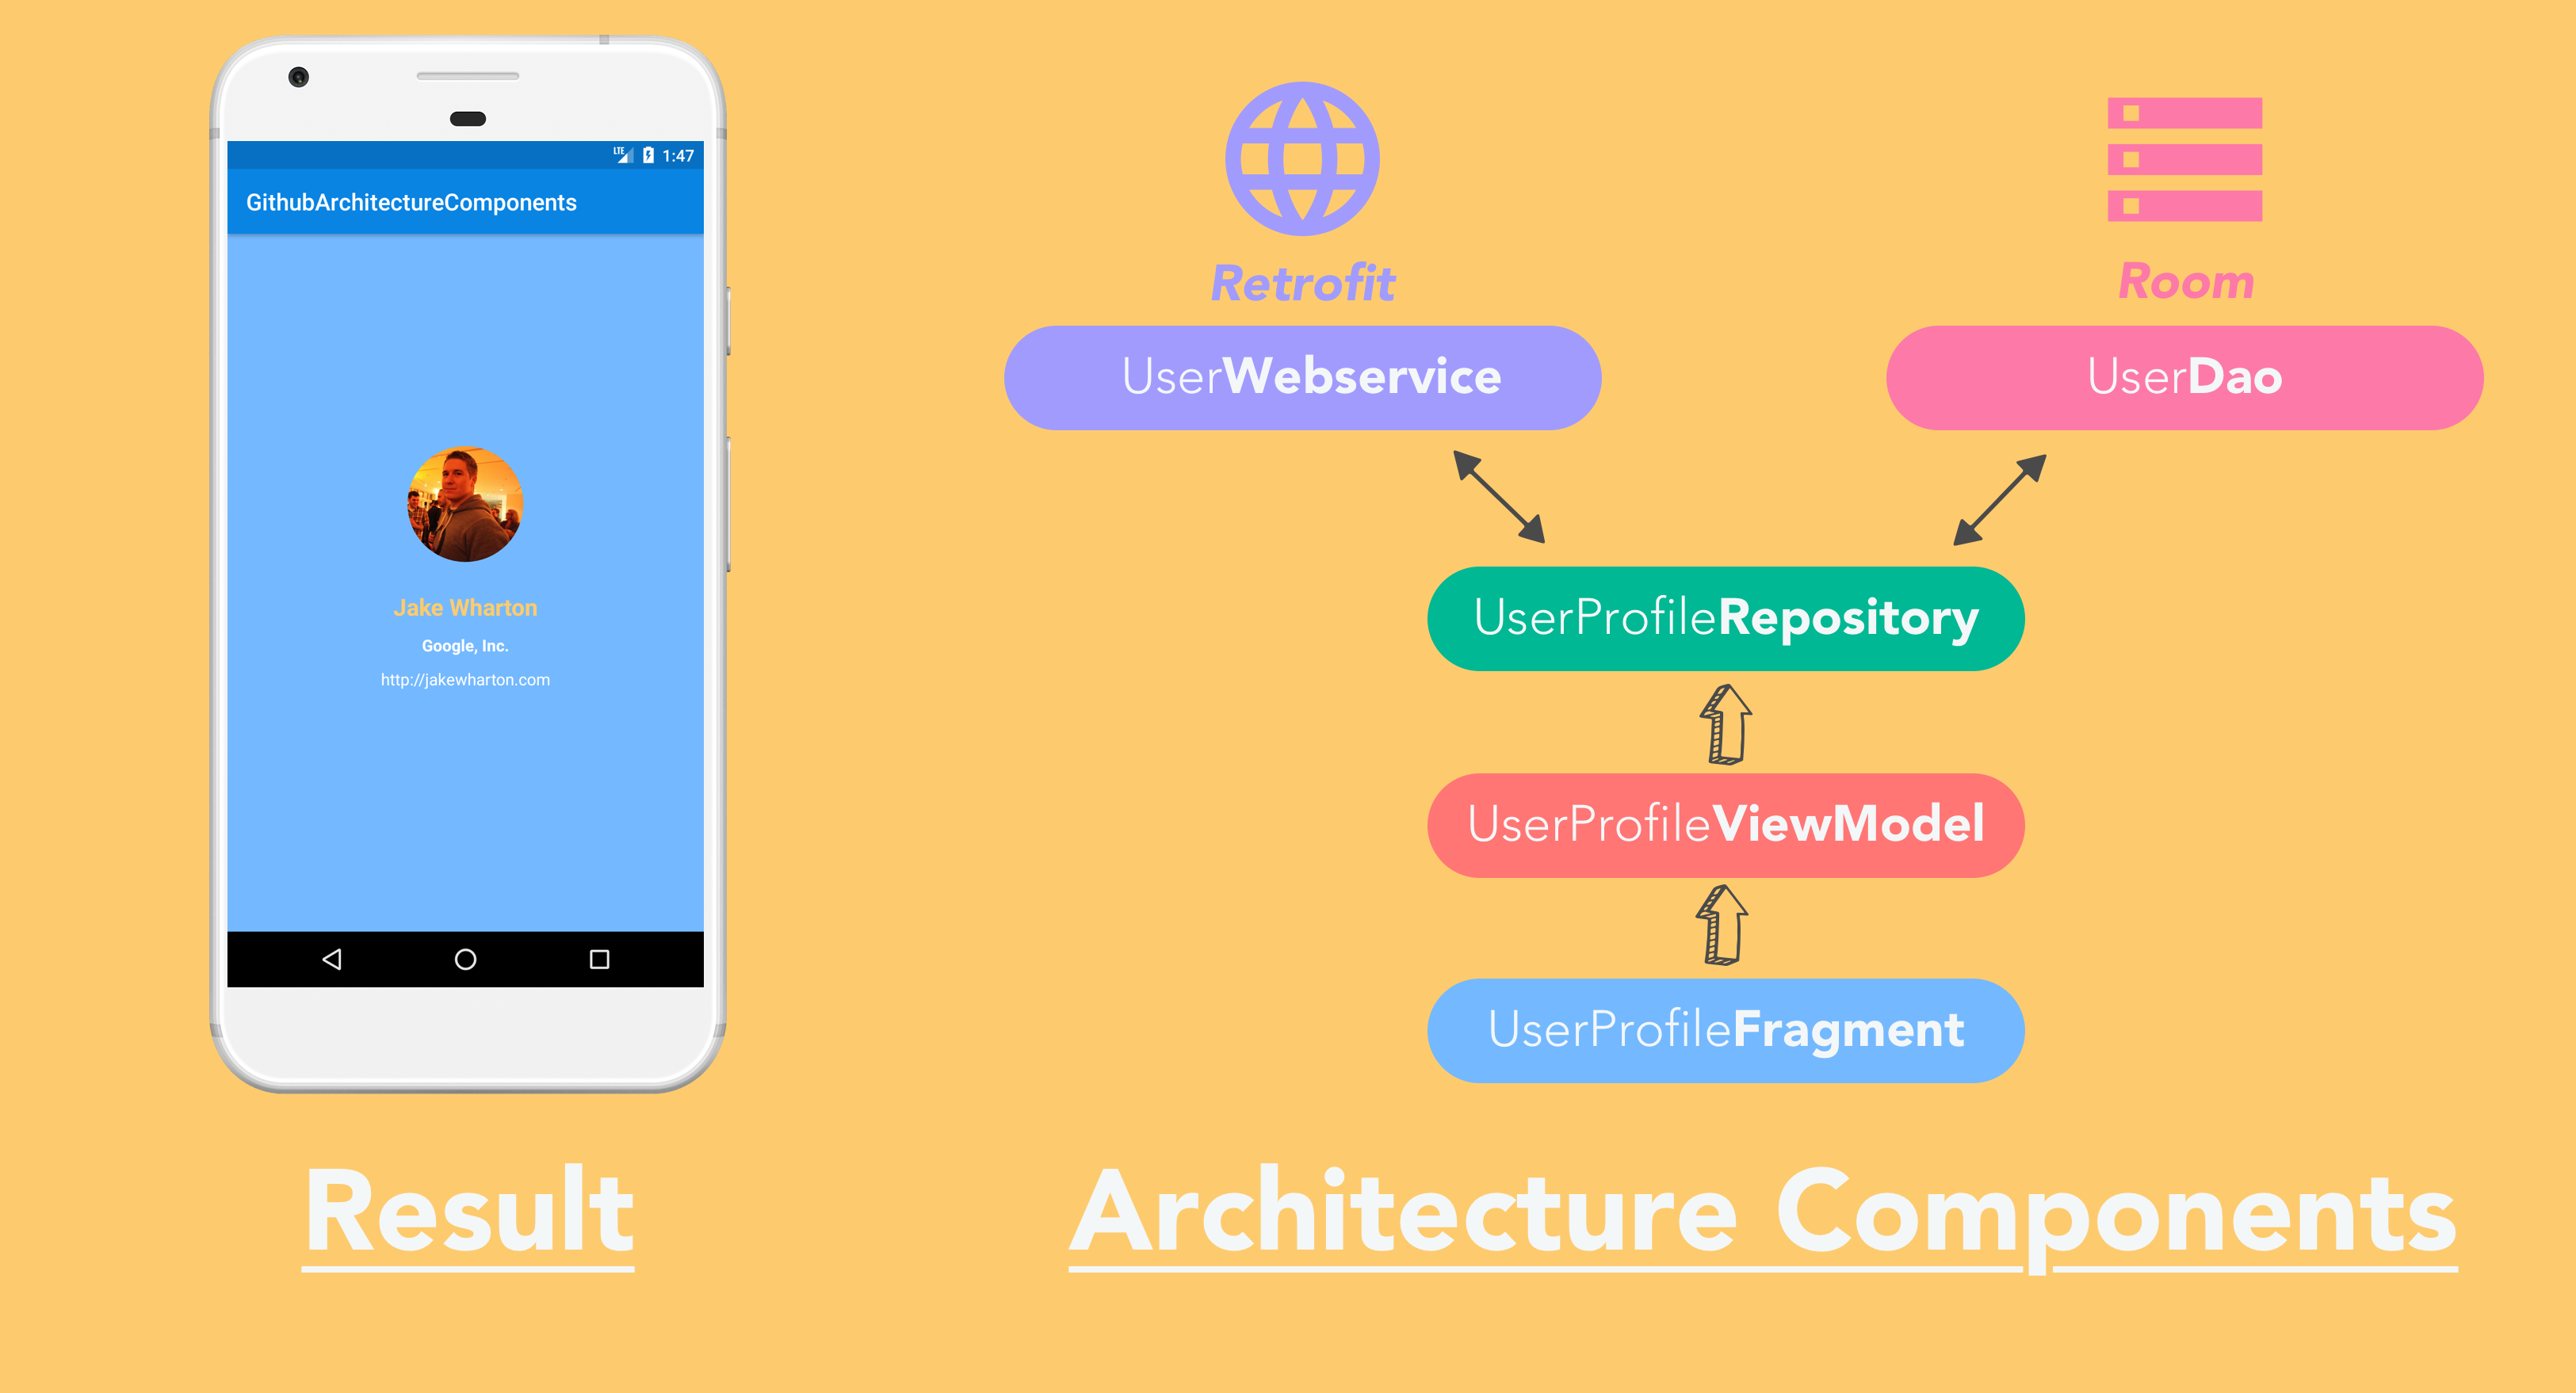 LTE 1:47
GithubArchitectureComponents
Jake Wharton
Google, Inc.
http://jakewharton.com
Result
Retrofit
UserWebservice
Room
UserDao
UserProfileRepository
UserProfileViewModel
UserProfileFragment
Architecture Components